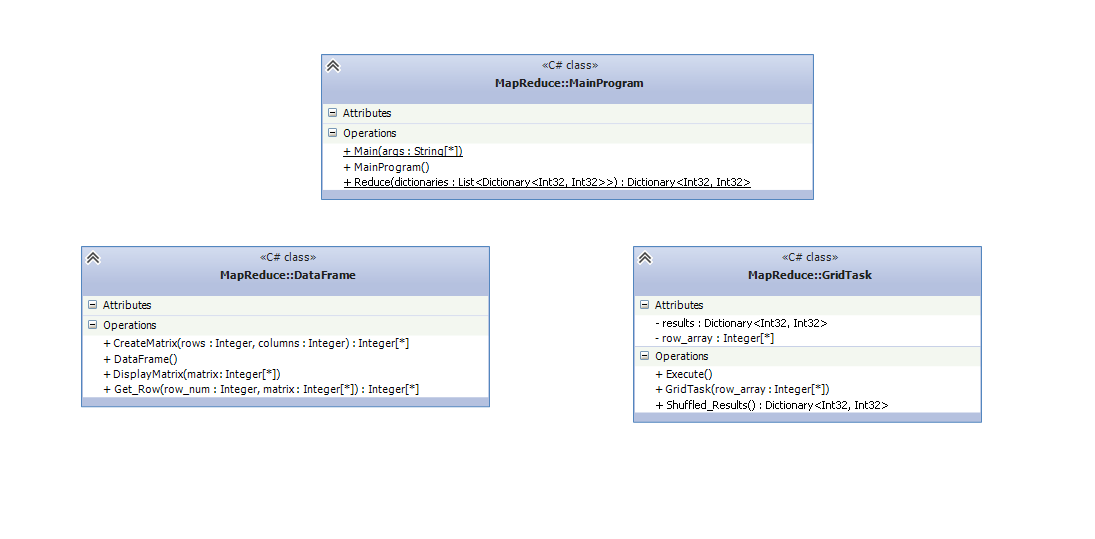 «C# class»
MapReduce::MainProgram
Attributes
Operations
+ Main(args : String[*])
+ MainProgram()
+ Reduce(dictionaries : List<Dictionary<Int32, Int32>>) : Dictionary<Int32, Int32>
«C# class»
MapReduce::DataFrame
Attributes
Operations
+ CreateMatrix(rows : Integer, columns : Integer) : Integer[*]
+ DataFrame()
+ DisplayMatrix(matrix: Integer[*])
+ Get_Row(row_num : Integer, matrix : Integer[*]) : Integer[*]
«C# class»
MapReduce::GridTask
Attributes
- results : Dictionary<Int32, Int32>
- row_array : Integer[*]
Operations
+ Execute()
+ GridTask(row_array : Integer[*])
+ Shuffled_Results() : Dictionary<Int32, Int32>